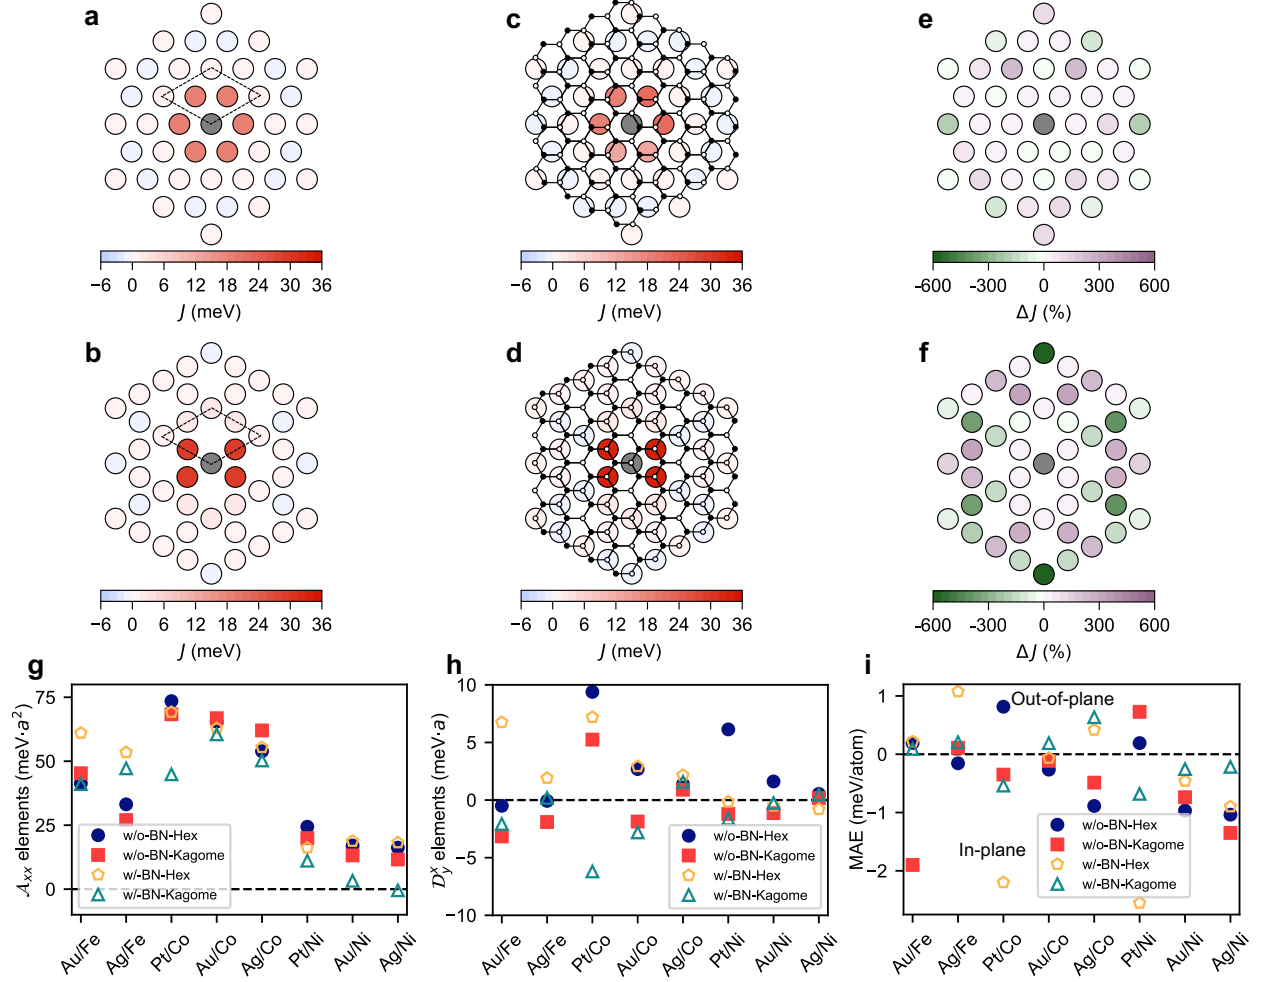 a
c
e
−6 0 6 12 18 24 30 36
J (meV)
−6 0 6 12 18 24 30 36
J (meV)
-600 -300 0 300 600
ΔJ (%)
b
d
f
−6 0 6 12 18 24 30 36
J (meV)
−6 0 6 12 18 24 30 36
J (meV)
-600 -300 0 300 600
ΔJ (%)
g
75
50
25
0
𝒜xx elements (meV·a²)
w/o-BN-Hex
w/o-BN-Kagome
w/-BN-Hex
w/-BN-Kagome
Au/Fe Ag/Fe Pt/Co Au/Co Ag/Co Pt/Ni Au/Ni Ag/Ni
h
10
5
0
−5
−10
𝒟yˣ elements (meV·a)
w/o-BN-Hex
w/o-BN-Kagome
w/-BN-Hex
w/-BN-Kagome
Au/Fe Ag/Fe Pt/Co Au/Co Ag/Co Pt/Ni Au/Ni Ag/Ni
i
1
0
−1
−2
MAE (meV/atom)
Out-of-plane
In-plane
w/o-BN-Hex
w/o-BN-Kagome
w/-BN-Hex
w/-BN-Kagome
Au/Fe Ag/Fe Pt/Co Au/Co Ag/Co Pt/Ni Au/Ni Ag/Ni